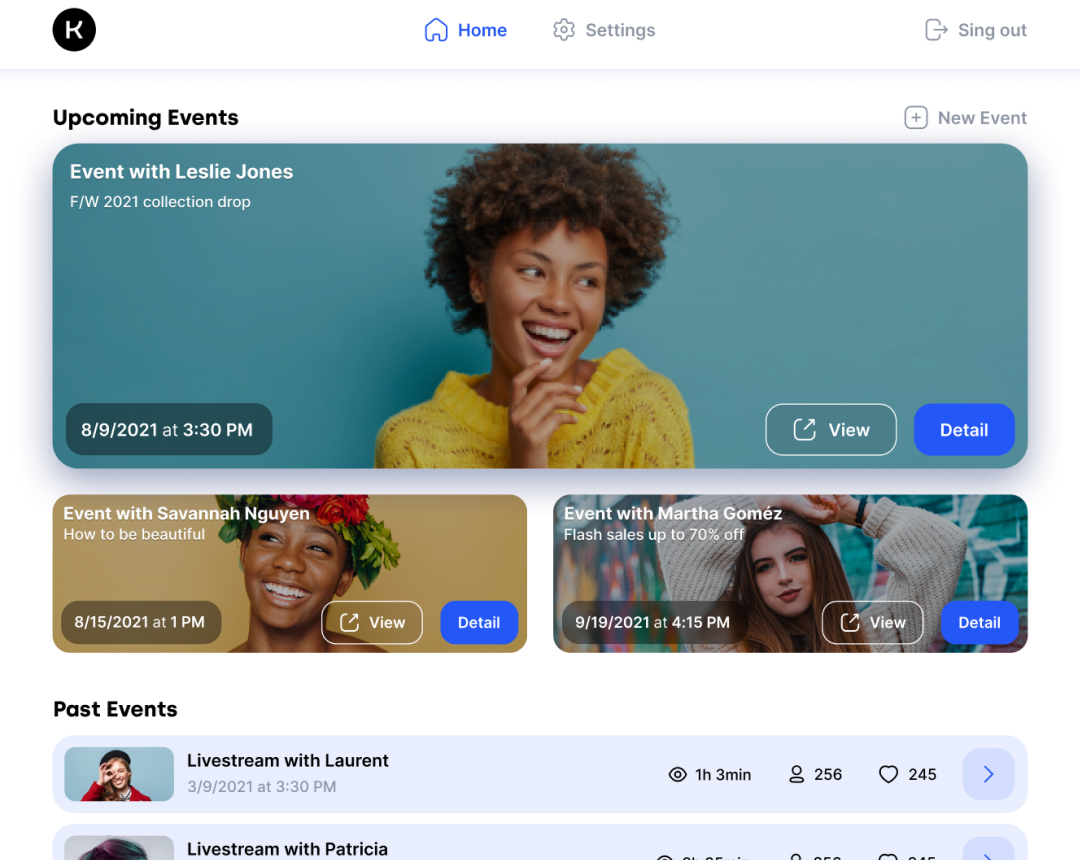 K
Home
Settings
Sing out
Upcoming Events
New Event
Event with Leslie Jones
F/W 2021 collection drop
8/9/2021 at 3:30 PM
View
Detail
Event with Savannah Nguyen
How to be beautiful
8/15/2021 at 1 PM
View
Detail
Event with Martha Goméz
Flash sales up to 70% off
9/19/2021 at 4:15 PM
View
Detail
Past Events
Livestream with Laurent
3/9/2021 at 3:30 PM
1h 3min
256
245
Livestream with Patricia